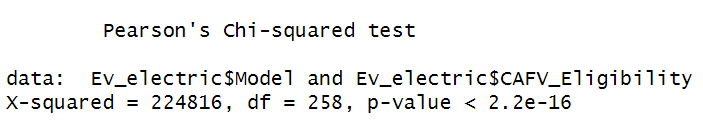 Pearson's Chi-squared test
data:  Ev_electric$Model and Ev_electric$CAFV_Eligibility
X-squared = 224816, df = 258, p-value < 2.2e-16